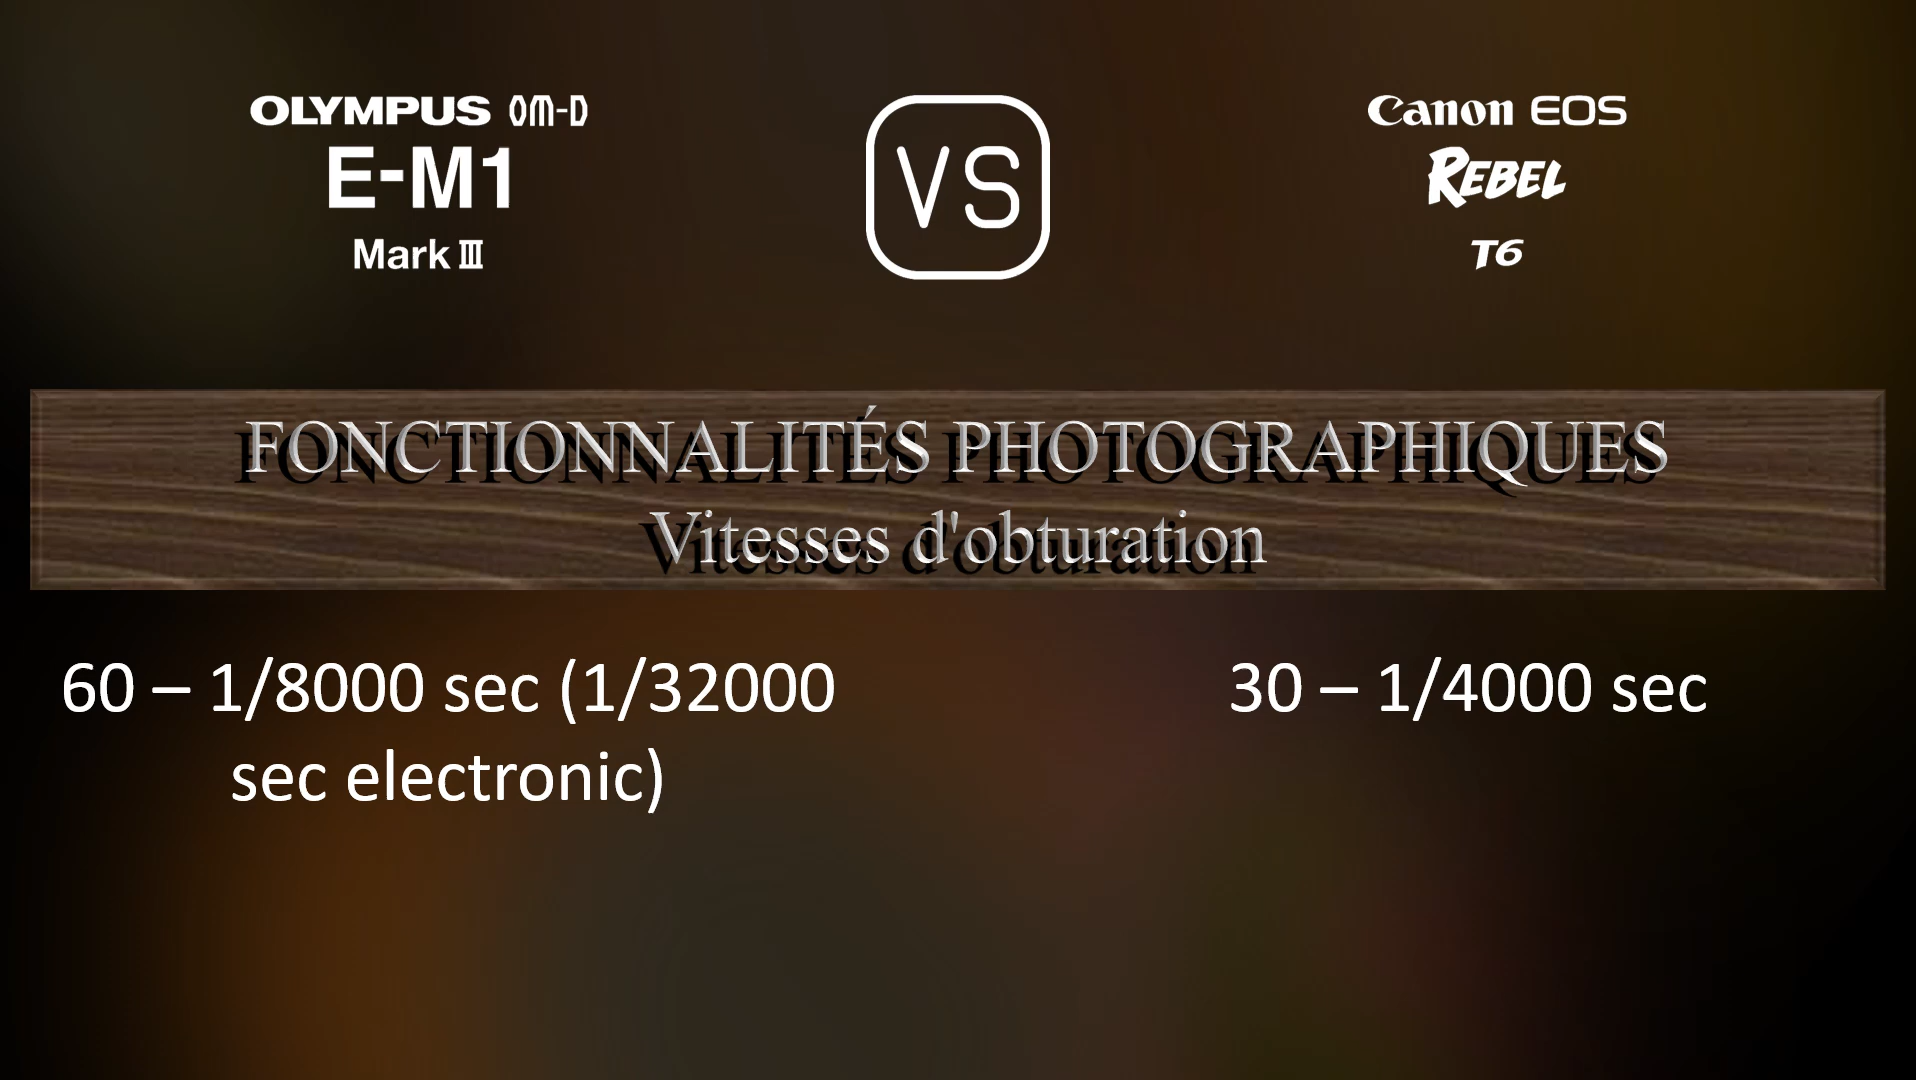 OLYMPUS OM-D
E-M1
Mark III
VS
Canon EOS
REBEL
T6
FONCTIONNALITÉS PHOTOGRAPHIQUES
Vitesses d'obturation
60 – 1/8000 sec (1/32000
sec electronic)
30 – 1/4000 sec